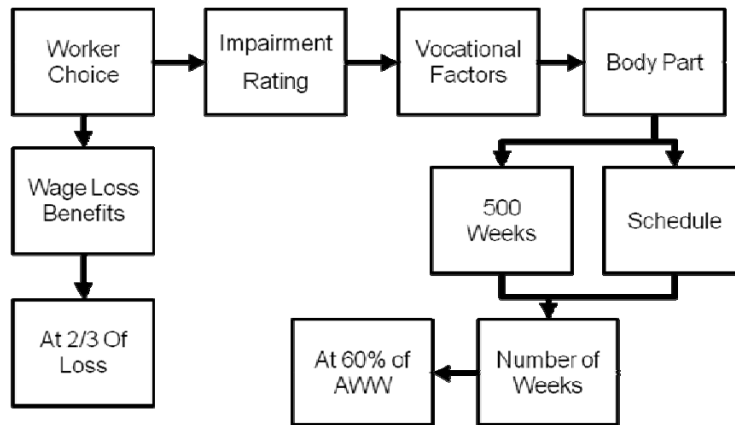 Worker
Choice
Impairment
Rating
Vocational
Factors
Body Part
Wage Loss
Benefits
500
Weeks
Schedule
At 2/3 Of
Loss
At 60% of
AWW
Number of
Weeks